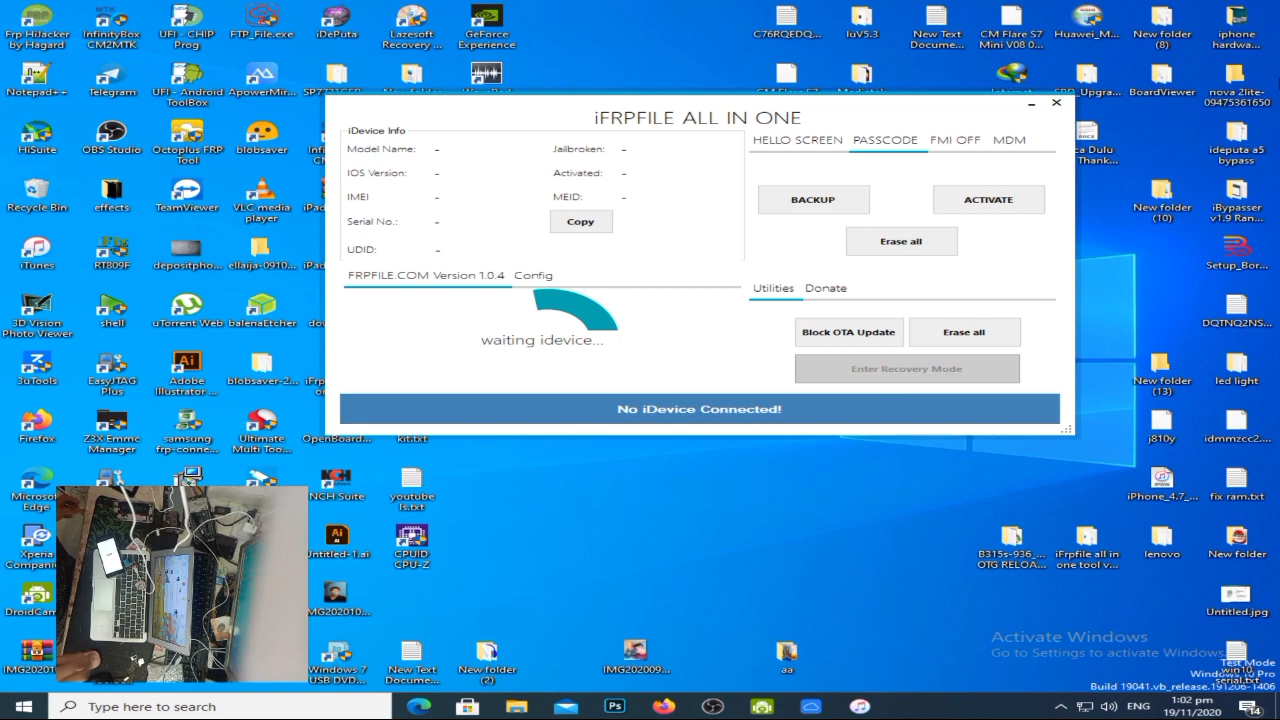 Frp HiJacker
by Hagard
InfinityBox
CM2MTK
UFI - CHIP
Prog
FTP_File.exe
iDePuta
Lazesoft
Recovery ...
GeForce
Experience
C76RQEDQ...
luV5.3
New Text
Docume...
CM Flare S7
Mini V08 0...
Huawei_M...
New folder
(8)
iphone
hardwa...
Notepad++
Telegram
UFI - Android
ToolBox
ApowerMir...
BoardViewer
nova 2lite-
09475361650
HiSuite
OBS Studio
Octoplus FRP
Tool
blobsaver
ideputa a5
bypass
Recycle Bin
effects
TeamViewer
VLC media
player
New folder
(10)
iBypasser
v1.9 Ran...
iTunes
RT809F
depositpho...
ellaija-0910...
Setup_Bor...
3D Vision
Photo Viewer
shell
uTorrent Web
balenaEtcher
DQTNQ2NS...
3uTools
EasyJTAG
Plus
Adobe
Illustrator ...
blobsaver-2...
New folder
(13)
led light
Firefox
Z3X Emmc
Manager
samsung
frp-conne...
Ultimate
Multi Too...
OpenBoard...
kit.txt
j810y
idmmzcc2...
Microsof
Edge
NCH Suite
youtube
ls.txt
iPhone_4.7_...
fix ram.txt
Xperia
Compani
Untitled-1.ai
CPUID
CPU-Z
B315s-936_...
OTG RELOA...
iFrpfile all in
one tool v...
lenovo
New folder
DroidCam
IMG202010...
Untitled.jpg
IMG20201
Windows 7
USB DVD...
New Text
Docume...
New folder
(2)
IMG202009...
aa
win10
serial.txt
iFRPFILE ALL IN ONE
iDevice Info
Model Name: -
Jailbroken: -
IOS Version: -
Activated: -
IMEI -
MEID: -
Serial No.: -
Copy
UDID: -
HELLO SCREEN PASSCODE FMI OFF MDM
BACKUP
ACTIVATE
Erase all
FRPFILE.COM Version 1.0.4 Config
waiting idevice...
Utilities Donate
Block OTA Update
Erase all
Enter Recovery Mode
No iDevice Connected!
Activate Windows
Go to Settings to activate Windows.
Test Mode
Windows 10 Pro
Build 19041.vb_release.191206-1406
Type here to search
ENG
1:02 pm
19/11/2020
14